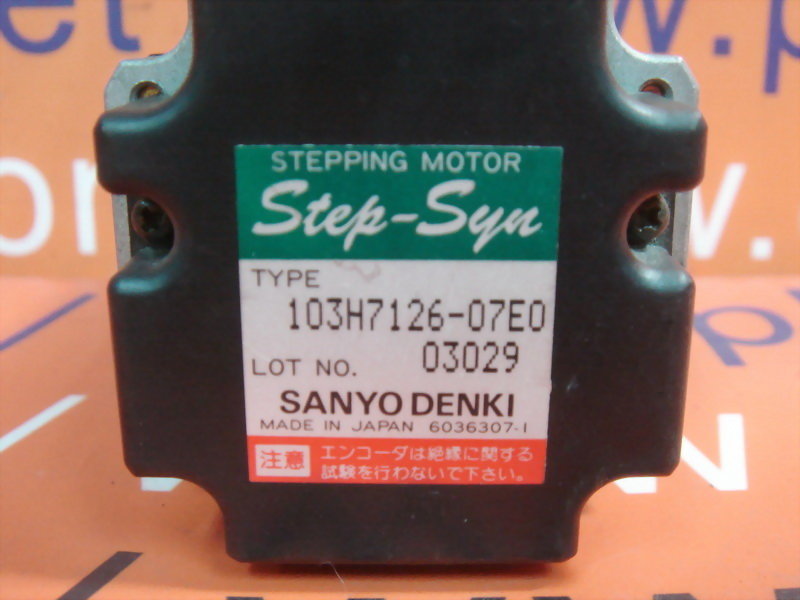 STEPPING MOTOR
Step-Syn
TYPE
103H7126-07E0
LOT NO. 03029
SANYO DENKI
MADE IN JAPAN 6036307-1
注意 エンコーダは絶縁に関する
試験を行わないで下さい。